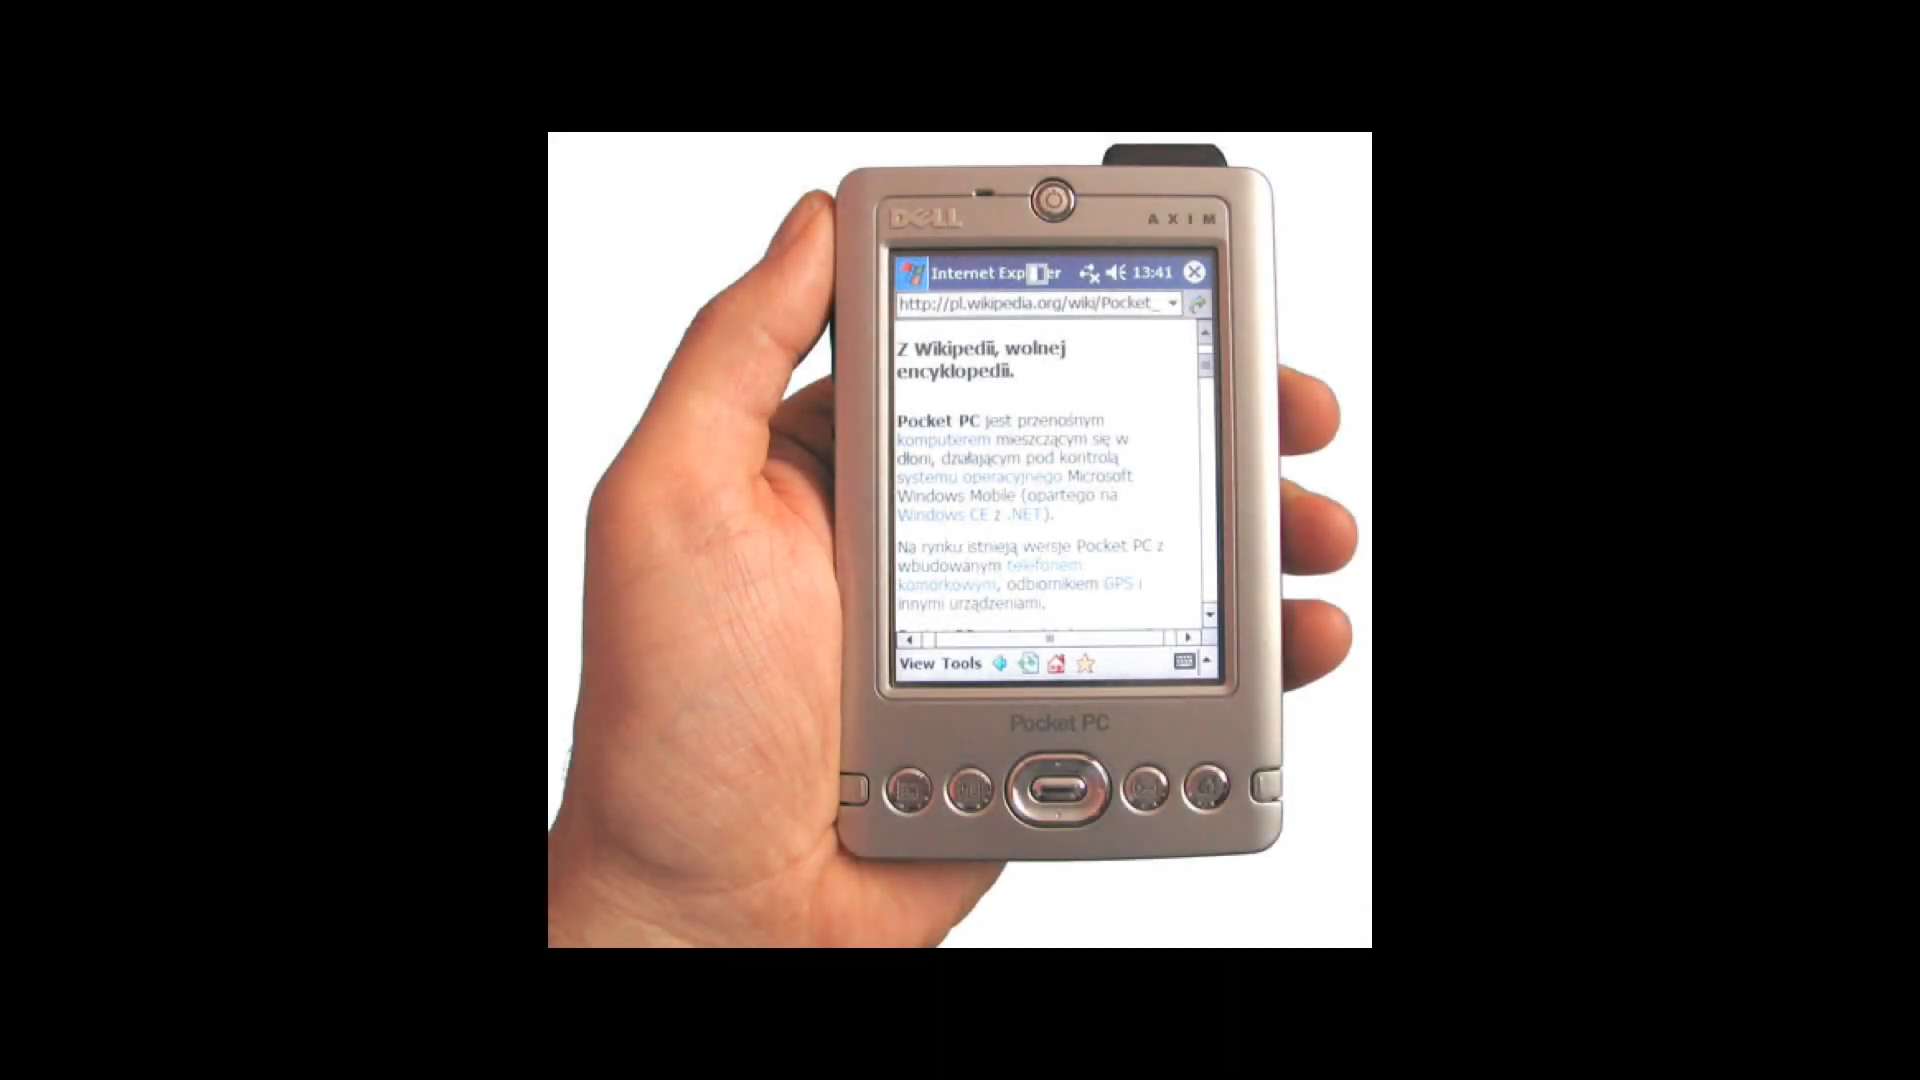 DELL
AXIM
Internet Exp er 13:41
http://pl.wikipedia.org/wiki/Pocket_
Z Wikipedii, wolnej
encyklopedii.
Pocket PC jest przenośnym
komputerem mieszczącym się w
dłoni, działającym pod kontrolą
systemu operacyjnego Microsoft
Windows Mobile (opartego na
Windows CE z .NET).
Na rynku istnieją wersje Pocket PC z
wbudowanym telefonem
komórkowym, odbiornikiem GPS i
innymi urządzeniami.
View Tools
Pocket PC